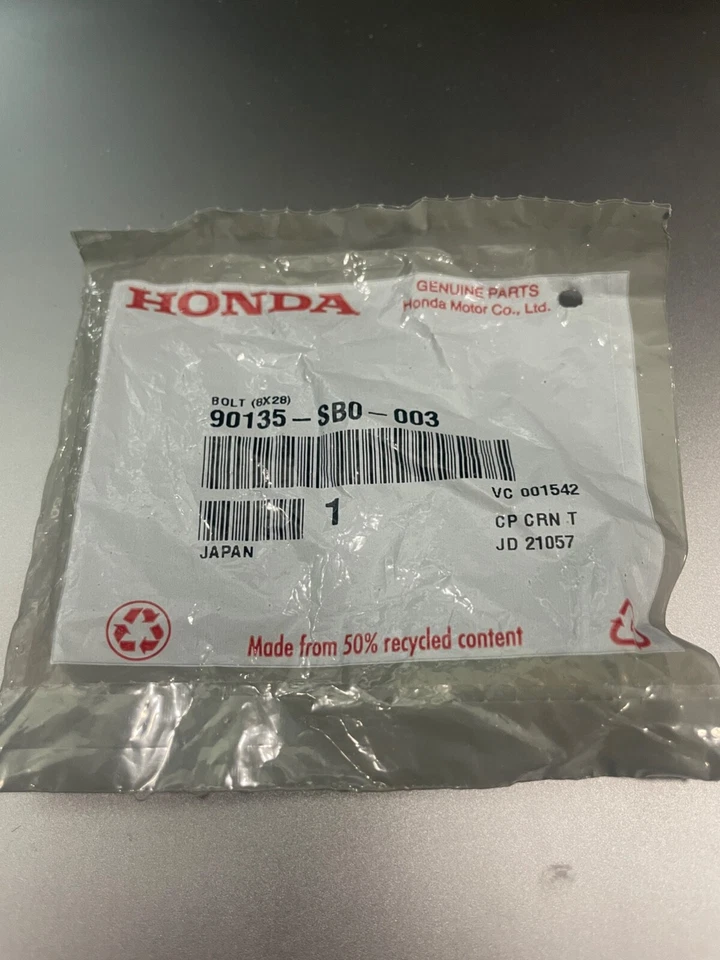 HONDA
GENUINE PARTS
Honda Motor Co., Ltd.
BOLT (8X28)
90135-SB0-003
VC 001542
1
CP CRN T
JAPAN
JD 21057
Made from 50% recycled content